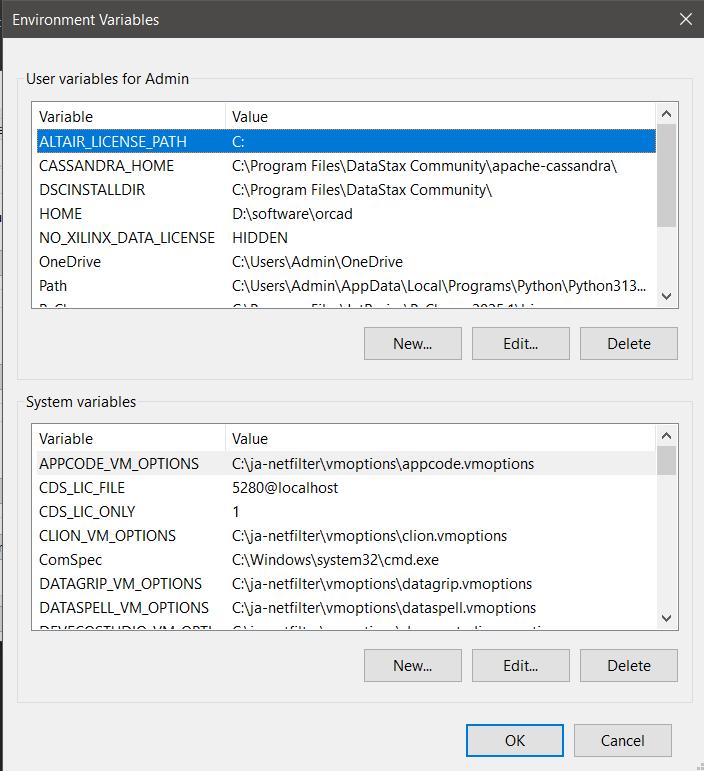 Environment Variables
User variables for Admin
Variable Value
ALTAIR_LICENSE_PATH C:
CASSANDRA_HOME C:\Program Files\DataStax Community\apache-cassandra\
DSCINSTALLDIR C:\Program Files\DataStax Community\
HOME D:\software\orcad
NO_XILINX_DATA_LICENSE HIDDEN
OneDrive C:\Users\Admin\OneDrive
Path C:\Users\Admin\AppData\Local\Programs\Python\Python313...
New... Edit... Delete
System variables
Variable Value
APPCODE_VM_OPTIONS C:\ja-netfilter\vmoptions\appcode.vmoptions
CDS_LIC_FILE 5280@localhost
CDS_LIC_ONLY 1
CLION_VM_OPTIONS C:\ja-netfilter\vmoptions\clion.vmoptions
ComSpec C:\Windows\system32\cmd.exe
DATAGRIP_VM_OPTIONS C:\ja-netfilter\vmoptions\datagrip.vmoptions
DATASPELL_VM_OPTIONS C:\ja-netfilter\vmoptions\dataspell.vmoptions
New... Edit... Delete
OK Cancel